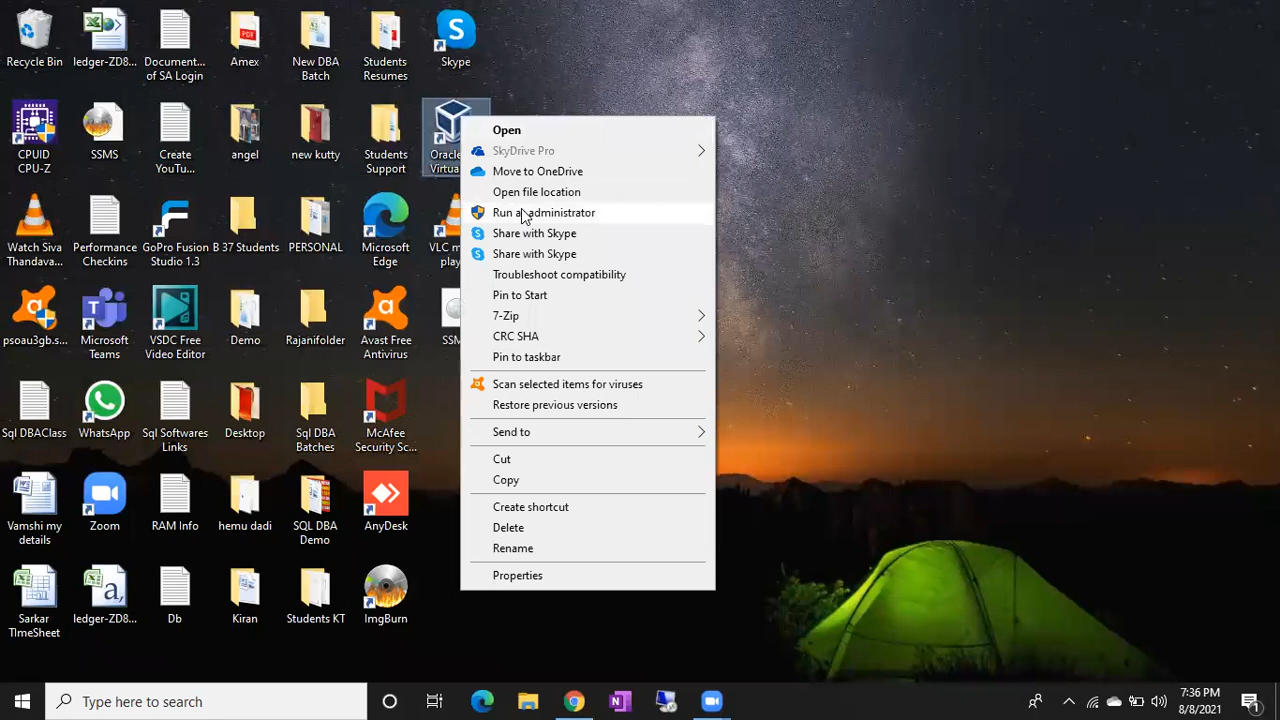 Recycle Bin
ledger-ZD8...
Document...
of SA Login
Amex
New DBA
Batch
Students
Resumes
Skype
CPUID
CPU-Z
SSMS
Create
YouTu...
angel
new kutty
Students
Support
Oracle
Virtua...
Watch Siva
Thandava...
Performance
Checkins
GoPro Fusion
Studio 1.3
B 37 Students
PERSONAL
Microsoft
Edge
VLC m
play
psoau3gb.s...
Microsoft
Teams
VSDC Free
Video Editor
Demo
Rajanifolder
Avast Free
Antivirus
SSM
Sql DBAClass
WhatsApp
Sql Softwares
Links
Desktop
Sql DBA
Batches
McAfee
Security Sc...
Vamshi my
details
Zoom
RAM Info
hemu dadi
SQL DBA
Demo
AnyDesk
Sarkar
TImeSheet
ledger-ZD8...
Db
Kiran
Students KT
ImgBurn
Open
SkyDrive Pro
Move to OneDrive
Open file location
Run as administrator
Share with Skype
Share with Skype
Troubleshoot compatibility
Pin to Start
7-Zip
CRC SHA
Pin to taskbar
Scan selected items for viruses
Restore previous versions
Send to
Cut
Copy
Create shortcut
Delete
Rename
Properties
Type here to search
7:36 PM
8/8/2021
1